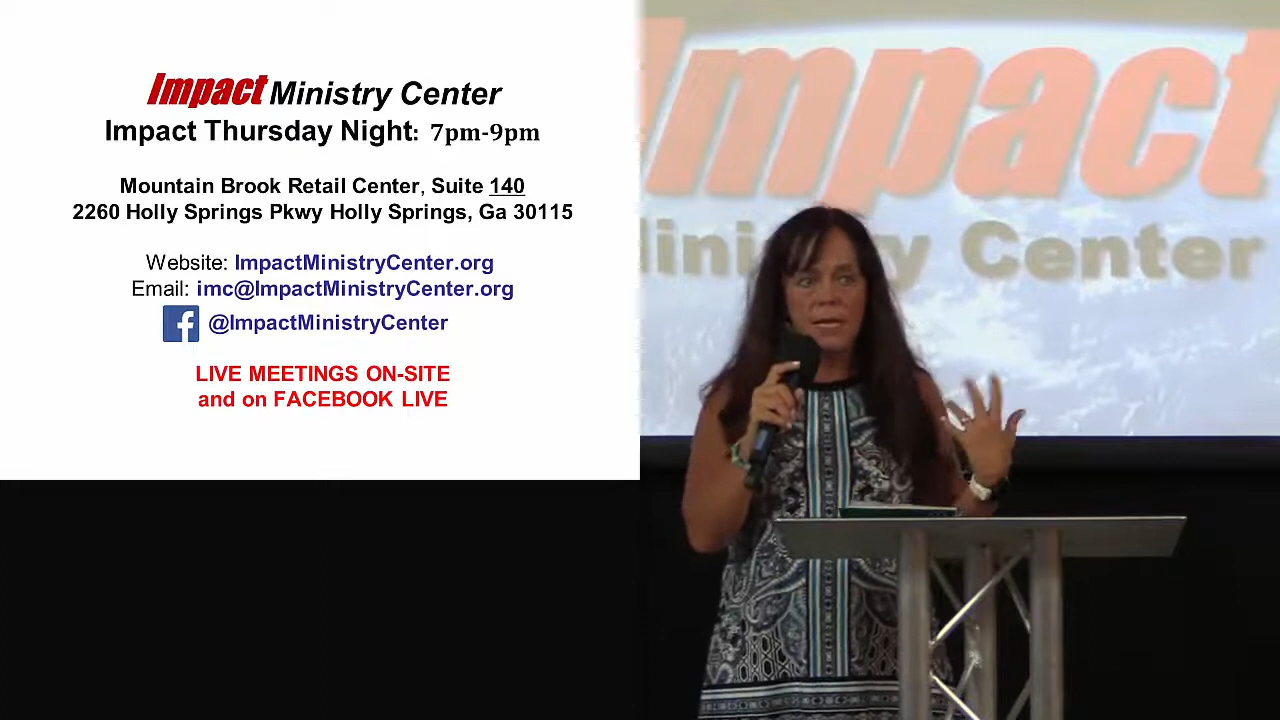 Impact Ministry Center
Impact Thursday Night: 7pm-9pm
Mountain Brook Retail Center, Suite 140
2260 Holly Springs Pkwy Holly Springs, Ga 30115
Website: ImpactMinistryCenter.org
Email: imc@ImpactMinistryCenter.org
f @ImpactMinistryCenter
LIVE MEETINGS ON-SITE
and on FACEBOOK LIVE
Impact
Center